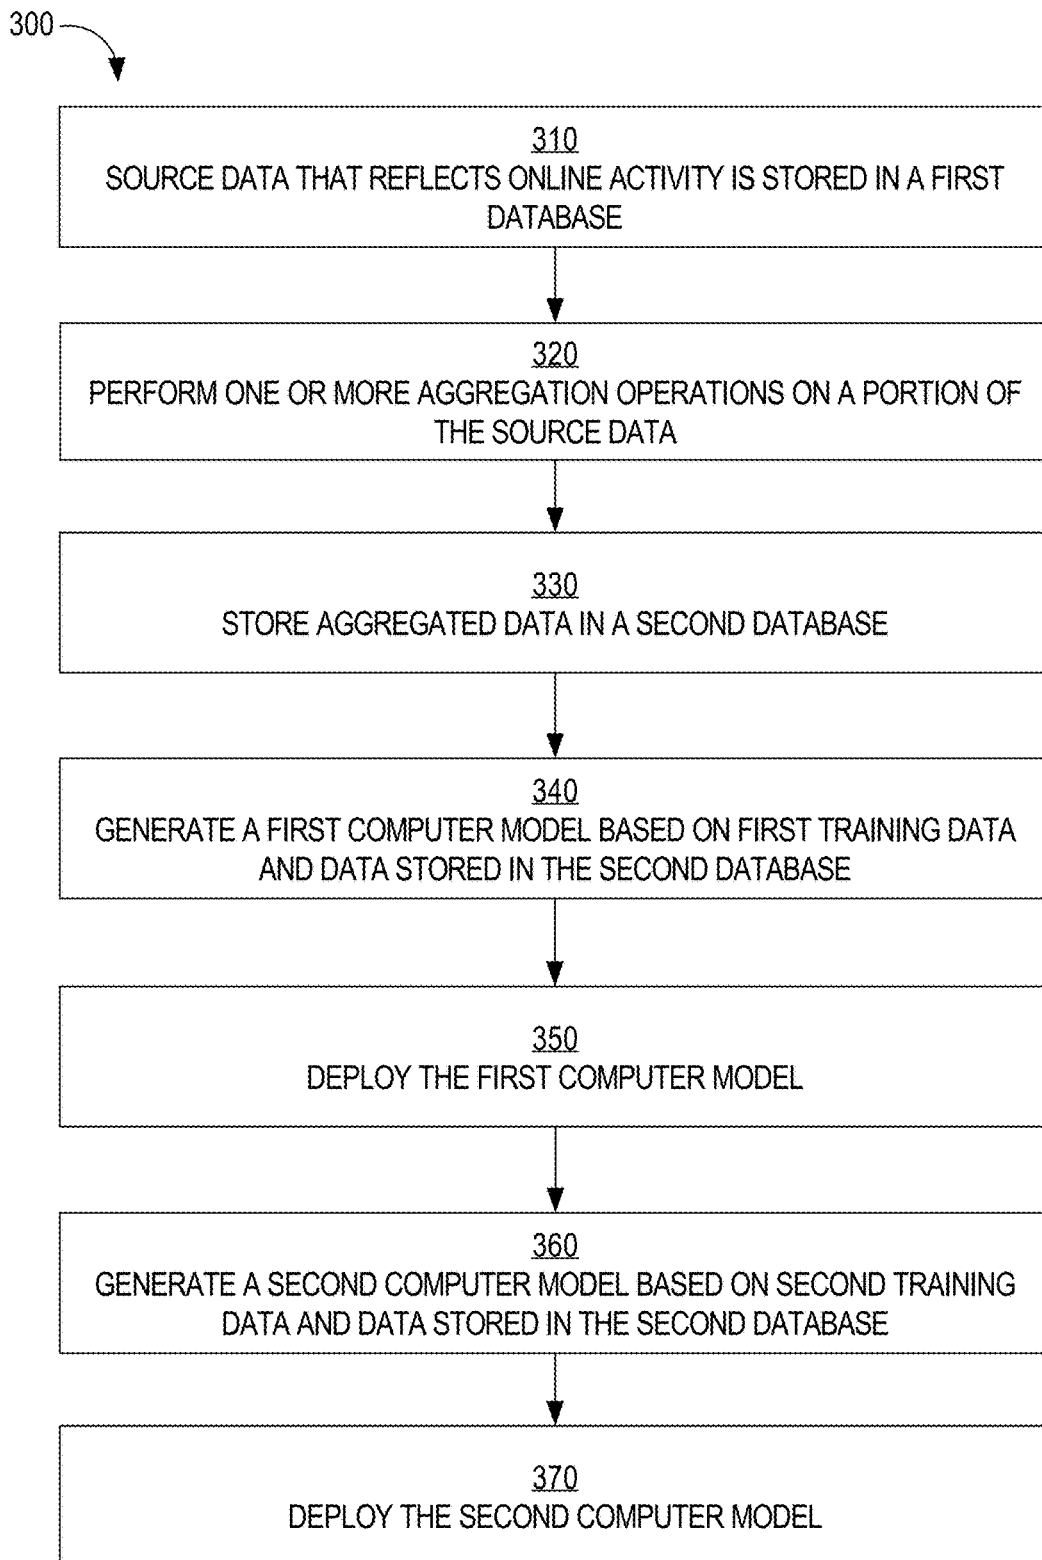 300
310
SOURCE DATA THAT REFLECTS ONLINE ACTIVITY IS STORED IN A FIRST
DATABASE
320
PERFORM ONE OR MORE AGGREGATION OPERATIONS ON A PORTION OF
THE SOURCE DATA
330
STORE AGGREGATED DATA IN A SECOND DATABASE
340
GENERATE A FIRST COMPUTER MODEL BASED ON FIRST TRAINING DATA
AND DATA STORED IN THE SECOND DATABASE
350
DEPLOY THE FIRST COMPUTER MODEL
360
GENERATE A SECOND COMPUTER MODEL BASED ON SECOND TRAINING
DATA AND DATA STORED IN THE SECOND DATABASE
370
DEPLOY THE SECOND COMPUTER MODEL